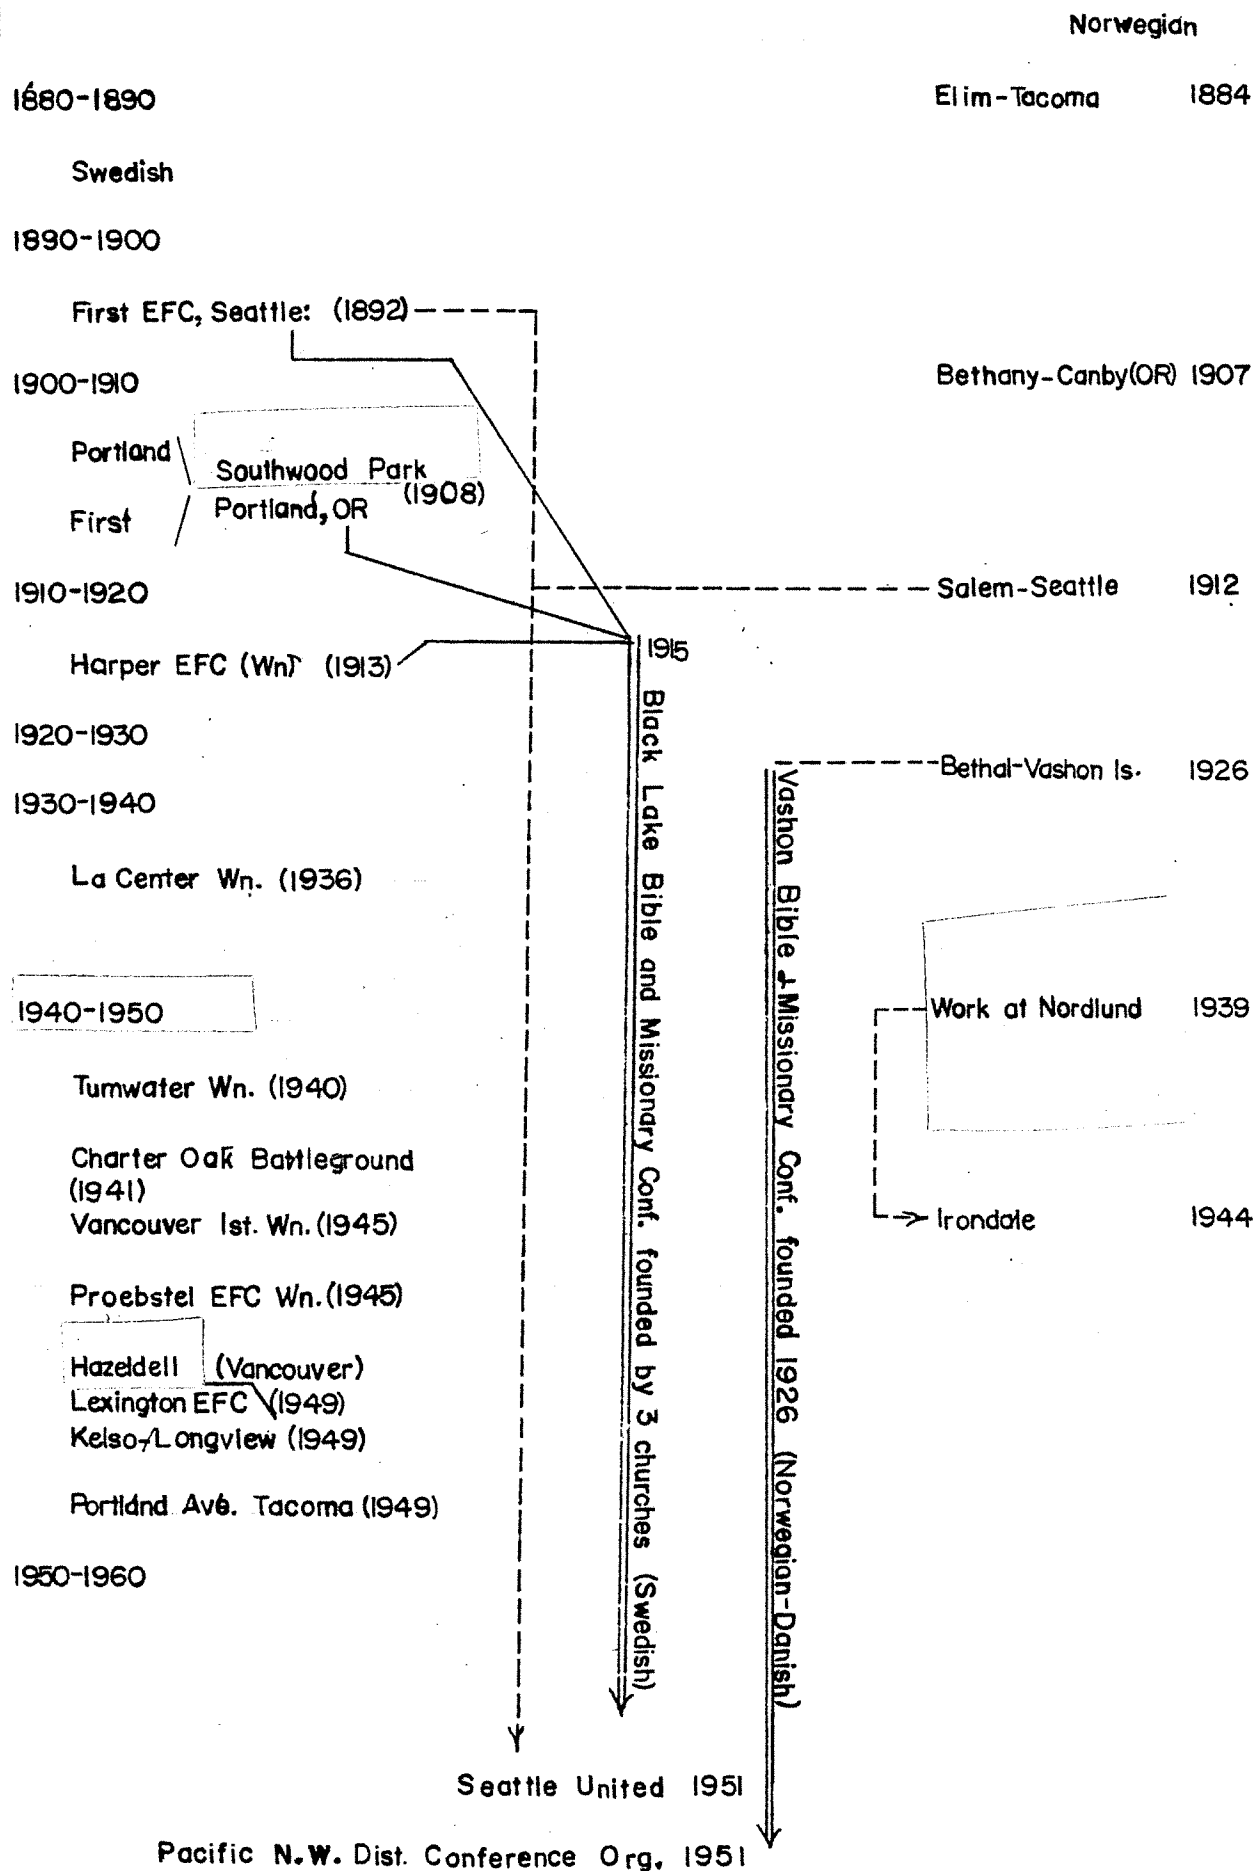 Norwegian
1880-1890
Elim-Tacoma 1884
Swedish
1890-1900
First EFC, Seattle: (1892)
1900-1910
Bethany-Canby(OR) 1907
Portland
Southwood Park
(1908)
Portland, OR
First
1910-1920
Salem-Seattle 1912
1915
Harper EFC (Wn) (1913)
Black Lake Bible and Missionary Conf. founded by 3 churches (Swedish)
1920-1930
Bethal-Vashon Is. 1926
Vashon Bible & Missionary Conf. founded 1926 (Norwegian-Danish)
1930-1940
La Center Wn. (1936)
1940-1950
Work at Nordlund 1939
Tumwater Wn. (1940)
Charter Oak Battleground
(1941)
Vancouver 1st. Wn. (1945)
Irondale 1944
Proebstel EFC Wn. (1945)
Hazeldell (Vancouver)
Lexington EFC (1949)
Kelso-Longview (1949)
Portland Ave. Tacoma (1949)
1950-1960
Seattle United 1951
Pacific N.W. Dist. Conference Org. 1951